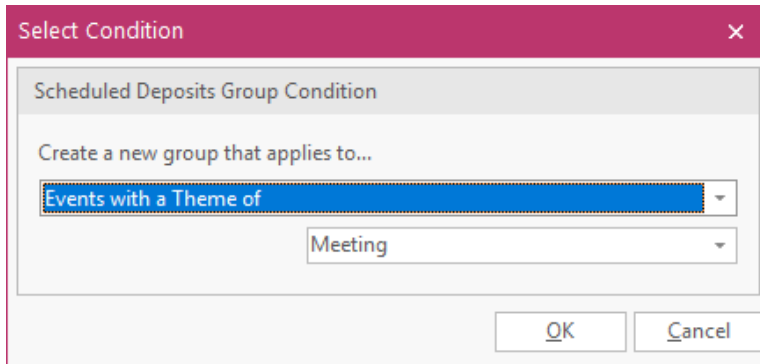 Select Condition
Scheduled Deposits Group Condition
Create a new group that applies to...
Events with a Theme of
Meeting
OK
Cancel